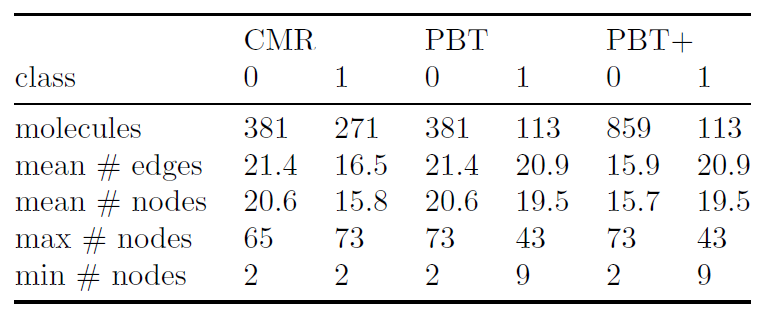 CMR PBT PBT+
class 0 1 0 1 0 1
molecules 381 271 381 113 859 113
mean # edges 21.4 16.5 21.4 20.9 15.9 20.9
mean # nodes 20.6 15.8 20.6 19.5 15.7 19.5
max # nodes 65 73 73 43 73 43
min # nodes 2 2 2 9 2 9